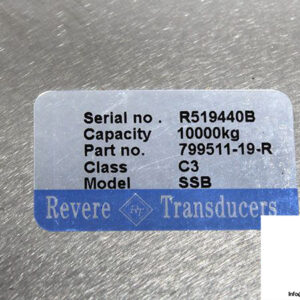 Serial no . R519440B
Capacity 10000kg
Part no. 799511-19-R
Class C3
Model SSB
Revere Transducers